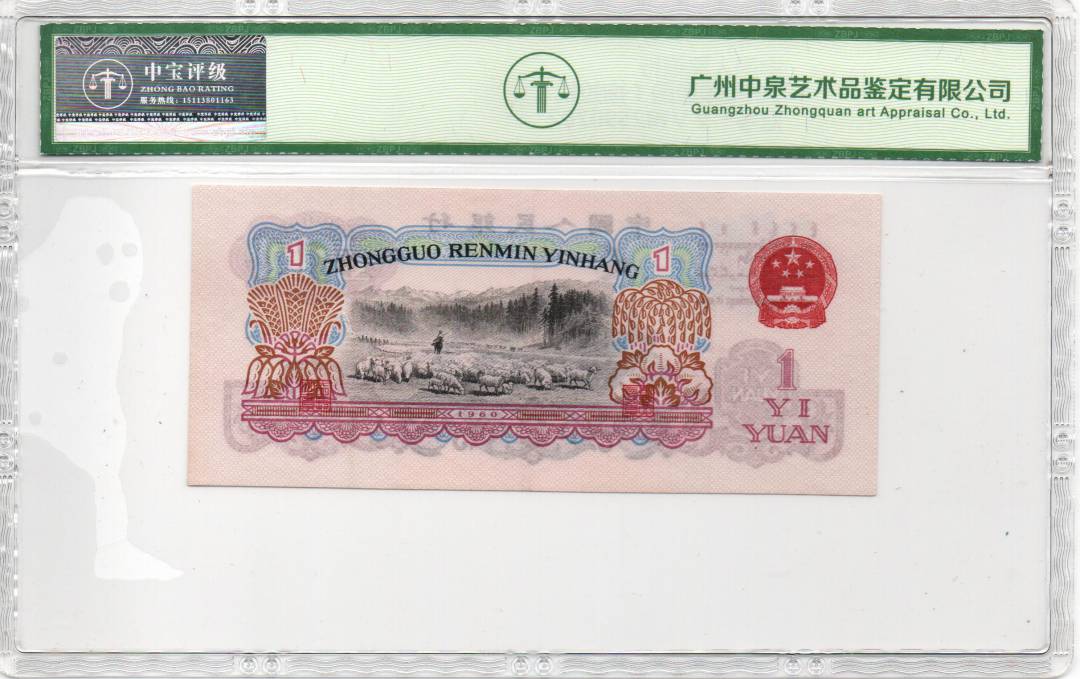 中宝评级
ZHONG BAO RATING
服务热线：15113801163
广州中泉艺术品鉴定有限公司
Guangzhou Zhongquan art Appraisal Co., Ltd.
1
1
ZHONGGUO RENMIN YINHANG
1960
1
YI
YUAN